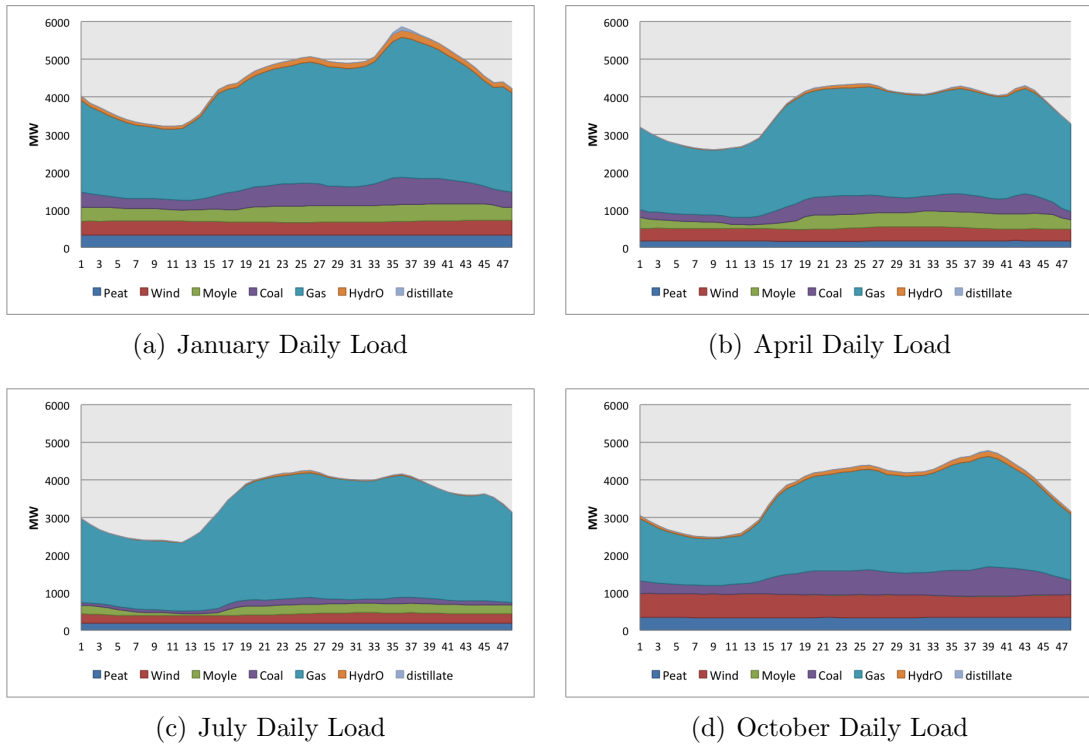 6000
5000
4000
3000
2000
1000
0
MW
1 3 5 7 9 11 13 15 17 19 21 23 25 27 29 31 33 35 37 39 41 43 45 47
Peat Wind Moyle Coal Gas HydrO distillate
(a) January Daily Load
6000
5000
4000
3000
2000
1000
0
MW
1 3 5 7 9 11 13 15 17 19 21 23 25 27 29 31 33 35 37 39 41 43 45 47
Peat Wind Moyle Coal Gas HydrO distillate
(b) April Daily Load
6000
5000
4000
3000
2000
1000
0
MW
1 3 5 7 9 11 13 15 17 19 21 23 25 27 29 31 33 35 37 39 41 43 45 47
Peat Wind Moyle Coal Gas HydrO distillate
(c) July Daily Load
6000
5000
4000
3000
2000
1000
0
MW
1 3 5 7 9 11 13 15 17 19 21 23 25 27 29 31 33 35 37 39 41 43 45 47
Peat Wind Moyle Coal Gas HydrO distillate
(d) October Daily Load